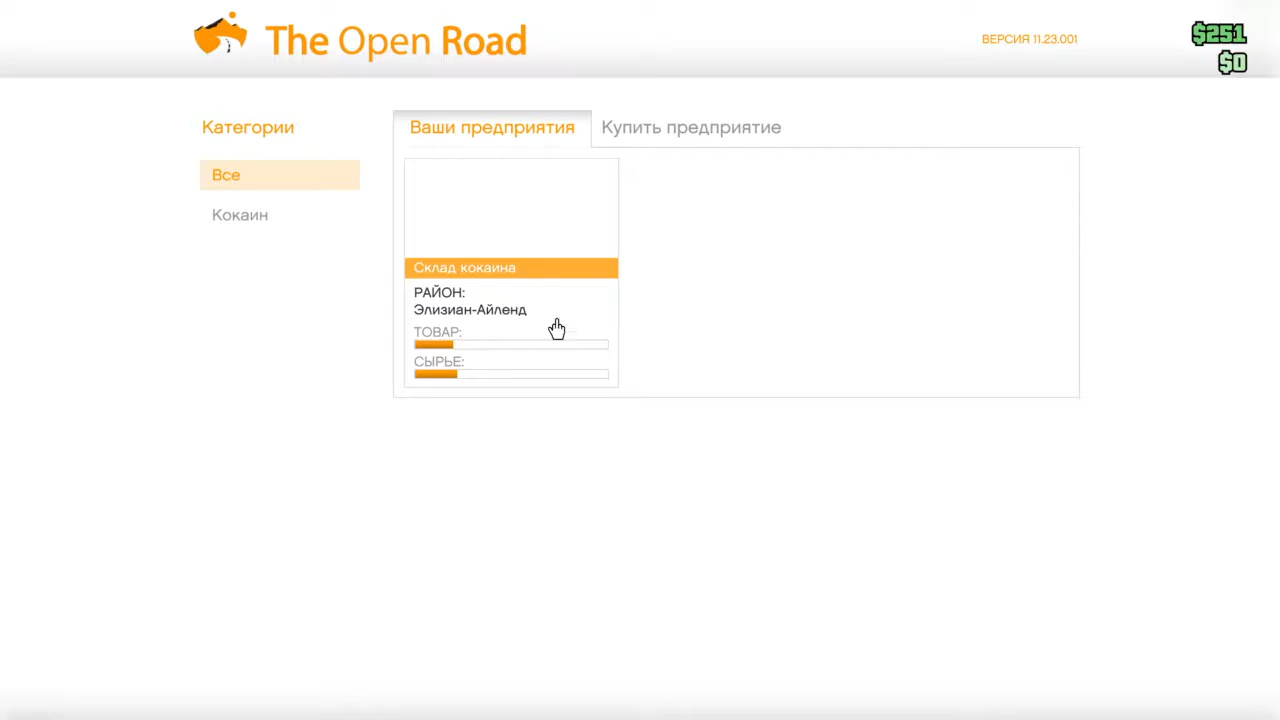 The Open Road
ВЕРСИЯ 11.23.001
$251
$0
Категории
Все
Кокаин
Ваши предприятия
Купить предприятие
Склад кокаина
РАЙОН:
Элизиан-Айленд
ТОВАР:
СЫРЬЕ: